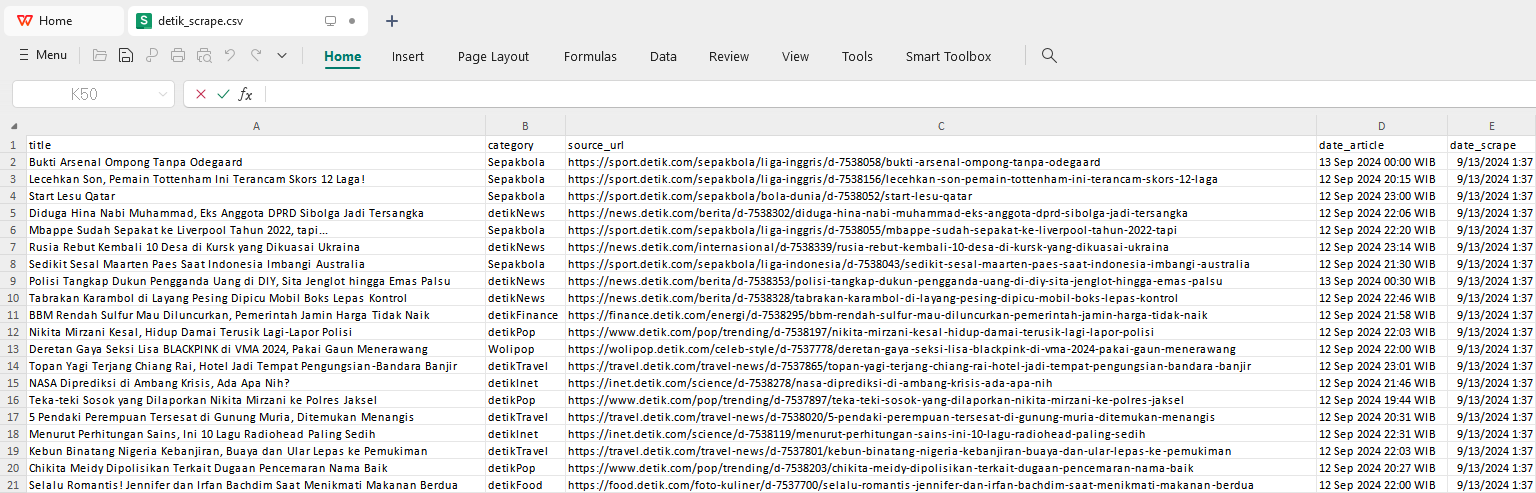 Home detik_scrape.csv
Menu Home Insert Page Layout Formulas Data Review View Tools Smart Toolbox
K50 fx
A B C D E
1 title category source_url date_article date_scrape
2 Bukti Arsenal Ompong Tanpa Odegaard Sepakbola https://sport.detik.com/sepakbola/liga-inggris/d-7538058/bukti-arsenal-ompong-tanpa-odegaard 13 Sep 2024 00:00 WIB 9/13/2024 1:37
3 Lecehkan Son, Pemain Tottenham Ini Terancam Skors 12 Laga! Sepakbola https://sport.detik.com/sepakbola/liga-inggris/d-7538156/lecehkan-son-pemain-tottenham-ini-terancam-skors-12-laga 12 Sep 2024 20:15 WIB 9/13/2024 1:37
4 Start Lesu Qatar Sepakbola https://sport.detik.com/sepakbola/bola-dunia/d-7538052/start-lesu-qatar 12 Sep 2024 23:00 WIB 9/13/2024 1:37
5 Diduga Hina Nabi Muhammad, Eks Anggota DPRD Sibolga Jadi Tersangka detikNews https://news.detik.com/berita/d-7538302/diduga-hina-nabi-muhammad-eks-anggota-dprd-sibolga-jadi-tersangka 12 Sep 2024 22:06 WIB 9/13/2024 1:37
6 Mbappe Sudah Sepakat ke Liverpool Tahun 2022, tapi... Sepakbola https://sport.detik.com/sepakbola/liga-inggris/d-7538055/mbappe-sudah-sepakat-ke-liverpool-tahun-2022-tapi 12 Sep 2024 22:20 WIB 9/13/2024 1:37
7 Rusia Rebut Kembali 10 Desa di Kursk yang Dikuasai Ukraina detikNews https://news.detik.com/internasional/d-7538339/rusia-rebut-kembali-10-desa-di-kursk-yang-dikuasai-ukraina 12 Sep 2024 23:14 WIB 9/13/2024 1:37
8 Sedikit Sesal Maarten Paes Saat Indonesia Imbangi Australia Sepakbola https://sport.detik.com/sepakbola/liga-indonesia/d-7538043/sedikit-sesal-maarten-paes-saat-indonesia-imbangi-australia 12 Sep 2024 21:30 WIB 9/13/2024 1:37
9 Polisi Tangkap Dukun Pengganda Uang di DIY, Sita Jenglot hingga Emas Palsu detikNews https://news.detik.com/berita/d-7538353/polisi-tangkap-dukun-pengganda-uang-di-diy-sita-jenglot-hingga-emas-palsu 13 Sep 2024 00:30 WIB 9/13/2024 1:37
10 Tabrakan Karambol di Layang Pesing Dipicu Mobil Boks Lepas Kontrol detikNews https://news.detik.com/berita/d-7538328/tabrakan-karambol-di-layang-pesing-dipicu-mobil-boks-lepas-kontrol 12 Sep 2024 22:46 WIB 9/13/2024 1:37
11 BBM Rendah Sulfur Mau Diluncurkan, Pemerintah Jamin Harga Tidak Naik detikFinance https://finance.detik.com/energi/d-7538295/bbm-rendah-sulfur-mau-diluncurkan-pemerintah-jamin-harga-tidak-naik 12 Sep 2024 21:58 WIB 9/13/2024 1:37
12 Nikita Mirzani Kesal, Hidup Damai Terusik Lagi-Lapor Polisi detikPop https://www.detik.com/pop/trending/d-7538197/nikita-mirzani-kesal-hidup-damai-terusik-lagi-lapor-polisi 12 Sep 2024 22:03 WIB 9/13/2024 1:37
13 Deretan Gaya Seksi Lisa BLACKPINK di VMA 2024, Pakai Gaun Menerawang Wolipop https://wolipop.detik.com/celeb-style/d-7537778/deretan-gaya-seksi-lisa-blackpink-di-vma-2024-pakai-gaun-menerawang 12 Sep 2024 22:00 WIB 9/13/2024 1:37
14 Topan Yagi Terjang Chiang Rai, Hotel Jadi Tempat Pengungsian-Bandara Banjir detikTravel https://travel.detik.com/travel-news/d-7537865/topan-yagi-terjang-chiang-rai-hotel-jadi-tempat-pengungsian-bandara-banjir 12 Sep 2024 23:01 WIB 9/13/2024 1:37
15 NASA Diprediksi di Ambang Krisis, Ada Apa Nih? detikInet https://inet.detik.com/science/d-7538278/nasa-diprediksi-di-ambang-krisis-ada-apa-nih 12 Sep 2024 21:46 WIB 9/13/2024 1:37
16 Teka-teki Sosok yang Dilaporkan Nikita Mirzani ke Polres Jaksel detikPop https://www.detik.com/pop/trending/d-7537897/teka-teki-sosok-yang-dilaporkan-nikita-mirzani-ke-polres-jaksel 12 Sep 2024 19:44 WIB 9/13/2024 1:37
17 5 Pendaki Perempuan Tersesat di Gunung Muria, Ditemukan Menangis detikTravel https://travel.detik.com/travel-news/d-7538020/5-pendaki-perempuan-tersesat-di-gunung-muria-ditemukan-menangis 12 Sep 2024 20:31 WIB 9/13/2024 1:37
18 Menurut Perhitungan Sains, Ini 10 Lagu Radiohead Paling Sedih detikInet https://inet.detik.com/science/d-7538119/menurut-perhitungan-sains-ini-10-lagu-radiohead-paling-sedih 12 Sep 2024 22:31 WIB 9/13/2024 1:37
19 Kebun Binatang Nigeria Kebanjiran, Buaya dan Ular Lepas ke Pemukiman detikTravel https://travel.detik.com/travel-news/d-7537801/kebun-binatang-nigeria-kebanjiran-buaya-dan-ular-lepas-ke-pemukiman 12 Sep 2024 22:03 WIB 9/13/2024 1:37
20 Chikita Meidy Dipolisikan Terkait Dugaan Pencemaran Nama Baik detikPop https://www.detik.com/pop/trending/d-7538203/chikita-meidy-dipolisikan-terkait-dugaan-pencemaran-nama-baik 12 Sep 2024 20:27 WIB 9/13/2024 1:37
21 Selalu Romantis! Jennifer dan Irfan Bachdim Saat Menikmati Makanan Berdua detikFood https://food.detik.com/foto-kuliner/d-7537700/selalu-romantis-jennifer-dan-irfan-bachdim-saat-menikmati-makanan-berdua 12 Sep 2024 22:00 WIB 9/13/2024 1:37